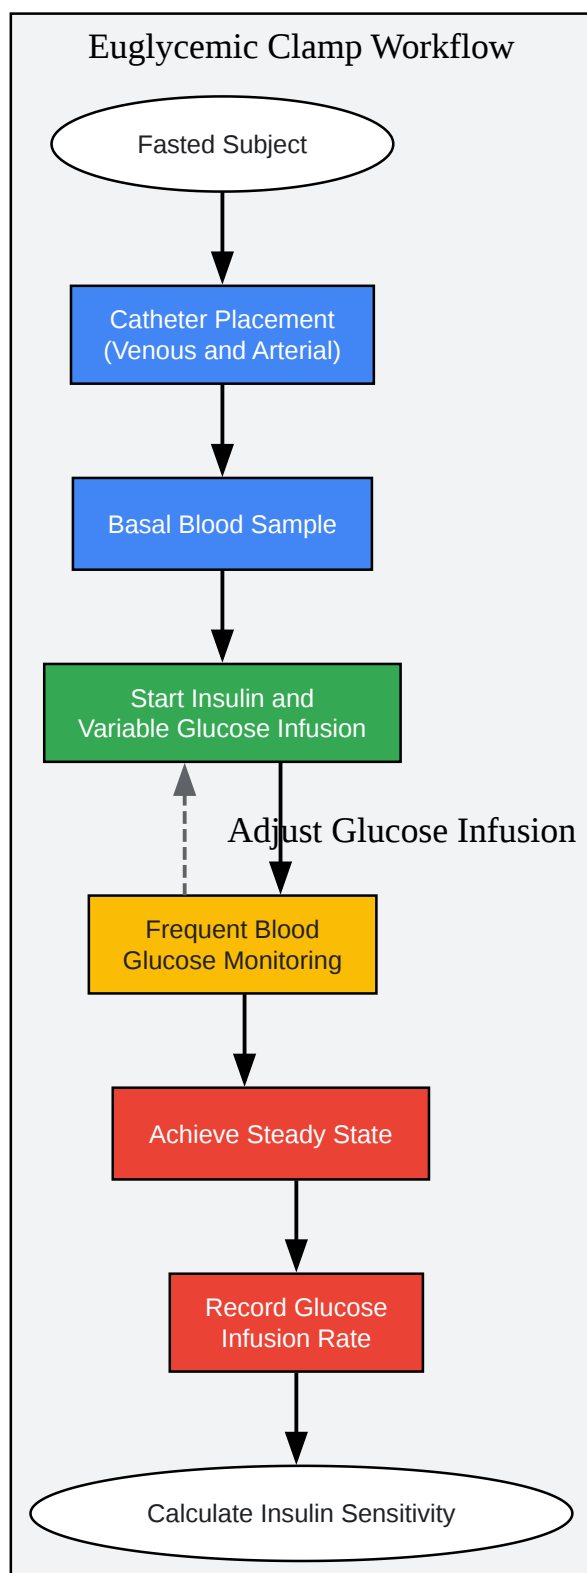 Euglycemic Clamp Workflow
Fasted Subject
Catheter Placement
(Venous and Arterial)
Basal Blood Sample
Start Insulin and
Variable Glucose Infusion
Adjust Glucose Infusion
Frequent Blood
Glucose Monitoring
Achieve Steady State
Record Glucose
Infusion Rate
Calculate Insulin Sensitivity